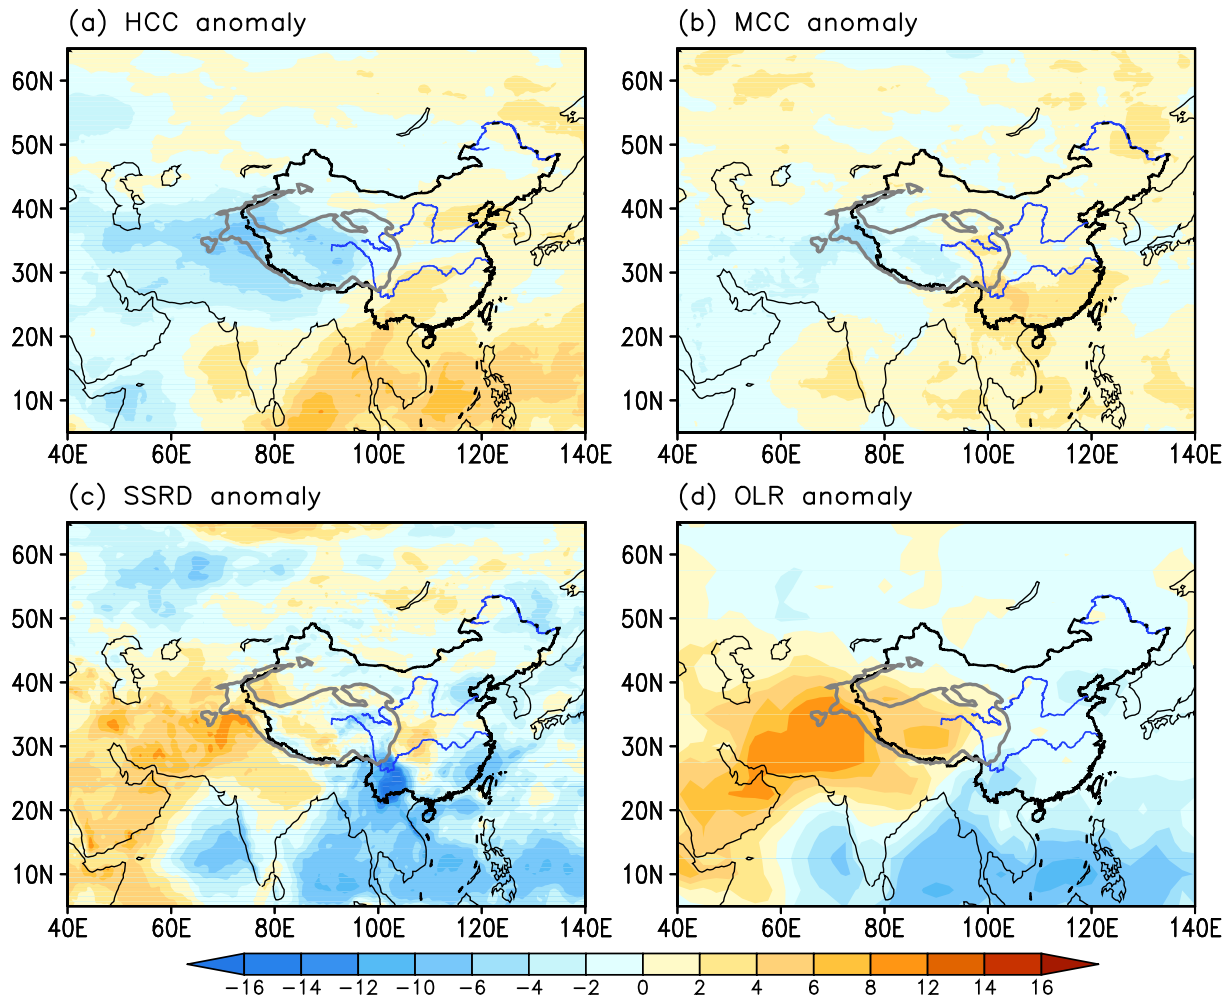 (a) HCC anomaly
60N
50N
40N
30N
20N
10N
40E 60E 80E 100E 120E 140E
(b) MCC anomaly
60N
50N
40N
30N
20N
10N
40E 60E 80E 100E 120E 140E
(c) SSRD anomaly
60N
50N
40N
30N
20N
10N
40E 60E 80E 100E 120E 140E
(d) OLR anomaly
60N
50N
40N
30N
20N
10N
40E 60E 80E 100E 120E 140E
−16 −14 −12 −10 −6 −4 −2 0 2 4 6 8 12 14 16